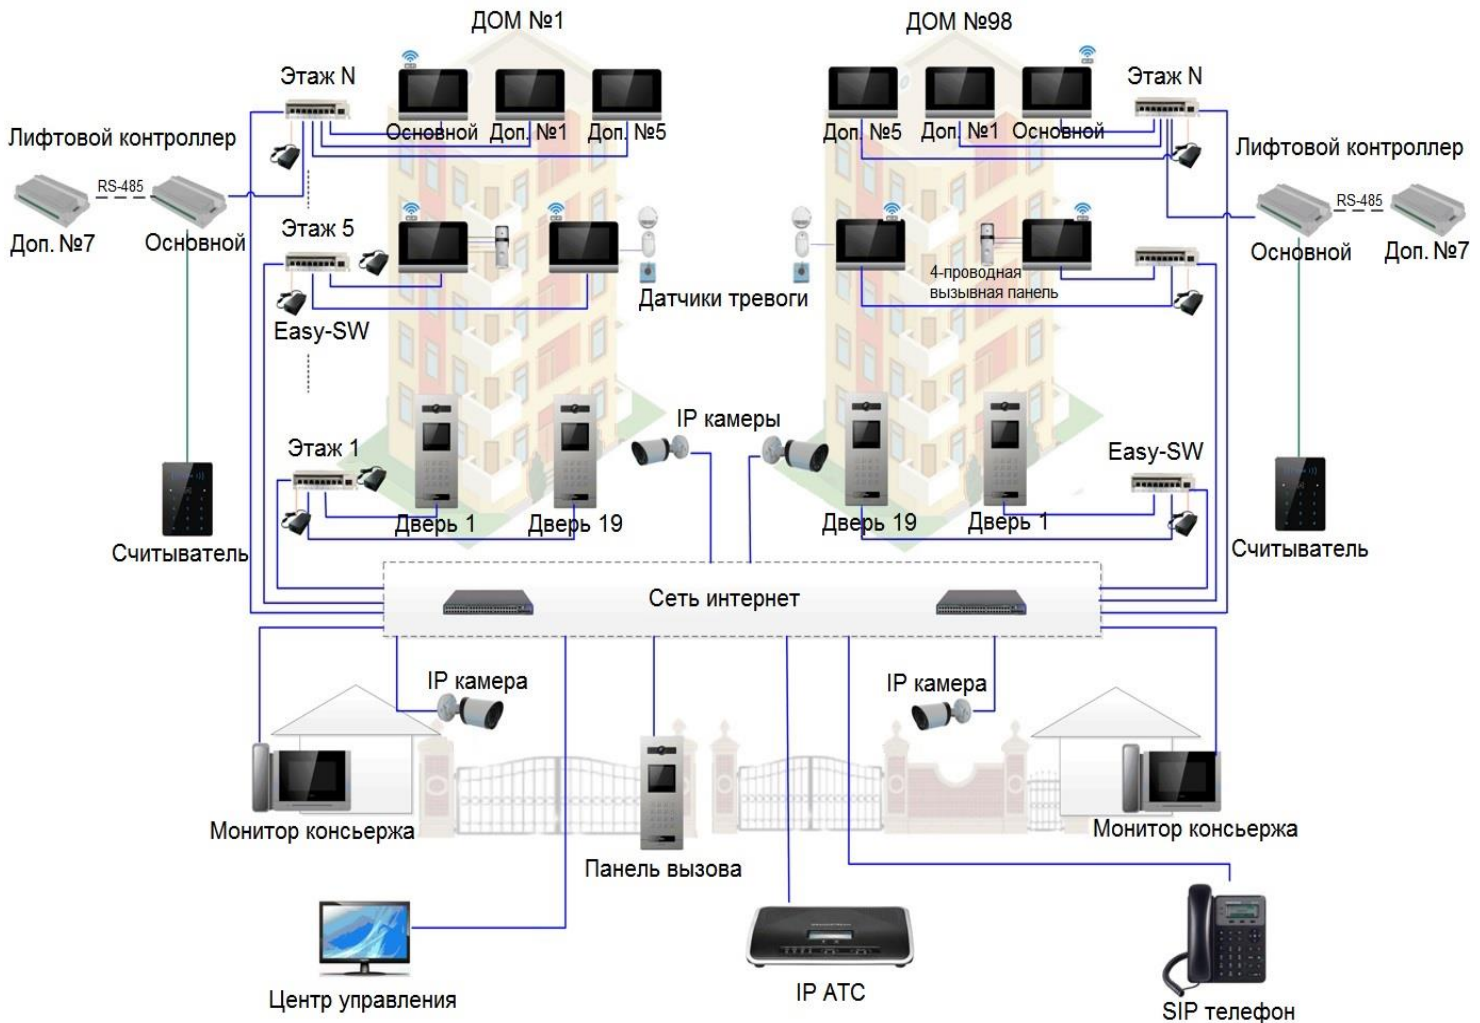 ДОМ №1
ДОМ №98
Этаж N
Этаж N
Основной
Доп. №1
Доп. №5
Доп. №5
Доп. №1
Основной
Лифтовой контроллер
Лифтовой контроллер
RS-485
RS-485
Доп. №7
Основной
Этаж 5
Основной
Доп. №7
4-проводная
вызывная панель
Датчики тревоги
Easy-SW
IP камеры
Этаж 1
Easy-SW
Дверь 1
Дверь 19
Дверь 19
Дверь 1
Считыватель
Считыватель
Сеть интернет
IP камера
IP камера
Монитор консьержа
Монитор консьержа
Панель вызова
Центр управления
IP АТС
SIP телефон